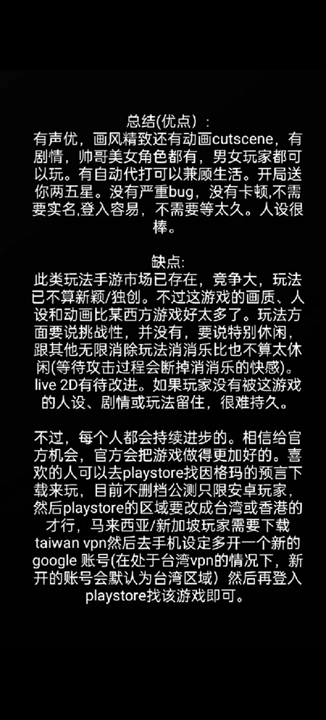 总结(优点）:
有声优，画风精致还有动画cutscene，有
剧情，帅哥美女角色都有，男女玩家都可
以玩。有自动代打可以兼顾生活。开局送
你两五星。没有严重bug，没有卡顿,不需
要实名,登入容易，不需要等太久。人设很
棒。
缺点:
此类玩法手游市场已存在，竞争大，玩法
已不算新颖/独创。不过这游戏的画质、人
设和动画比某西方游戏好太多了。玩法方
面要说挑战性，并没有，要说特别休闲，
跟其他无限消除玩法消消乐比也不算太休
闲(等待攻击过程会断掉消消乐的快感)。
live 2D有待改进。如果玩家没有被这游戏
的人设、剧情或玩法留住，很难持久。
不过，每个人都会持续进步的。相信给官
方机会，官方会把游戏做得更加好的。喜
欢的人可以去playstore找因格玛的预言下
载来玩，目前不删档公测只限安卓玩家，
然后playstore的区域要改成台湾或香港的
才行，马来西亚/新加坡玩家需要下载
taiwan vpn然后去手机设定多开一个新的
google 账号(在处于台湾vpn的情况下，新
开的账号会默认为台湾区域）然后再登入
playstore找该游戏即可。